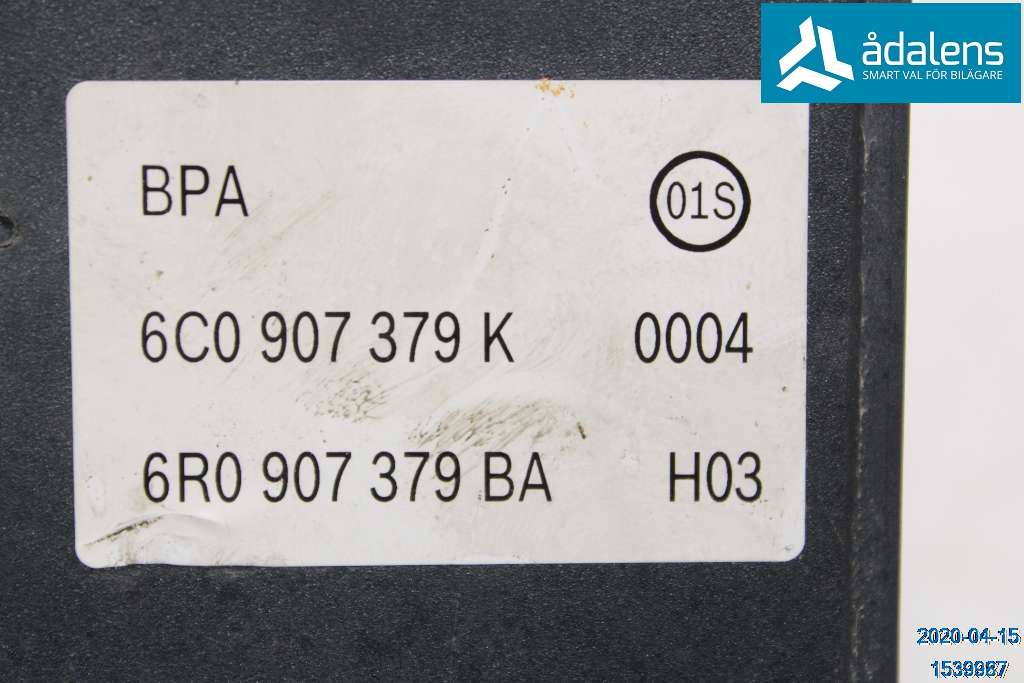 ådalens
SMART VAL FÖR BILÄGARE
BPA 01S
6C0 907 379 K 0004
6R0 907 379 BA H03
2020-04-15
1539987